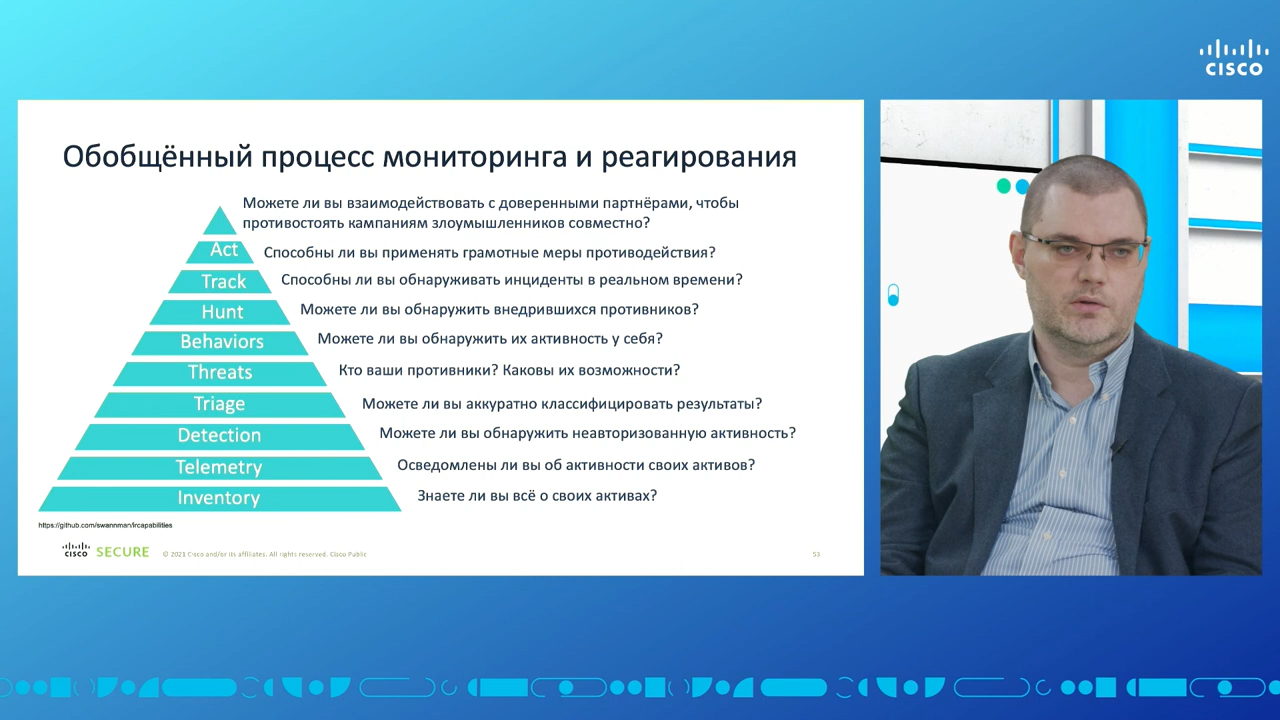 CISCO
Обобщённый процесс мониторинга и реагирования
Можете ли вы взаимодействовать с доверенными партнёрами, чтобы
противостоять кампаниям злоумышленников совместно?
Act
Способны ли вы применять грамотные меры противодействия?
Track
Способны ли вы обнаруживать инциденты в реальном времени?
Hunt
Можете ли вы обнаружить внедрившихся противников?
Behaviors
Можете ли вы обнаружить их активность у себя?
Threats
Кто ваши противники? Каковы их возможности?
Triage
Можете ли вы аккуратно классифицировать результаты?
Detection
Можете ли вы обнаружить неавторизованную активность?
Telemetry
Осведомлены ли вы об активности своих активов?
Inventory
Знаете ли вы всё о своих активах?
https://github.com/swannman/ircapabilities
CISCO SECURE
© 2021 Cisco and/or its affiliates. All rights reserved. Cisco Public
53